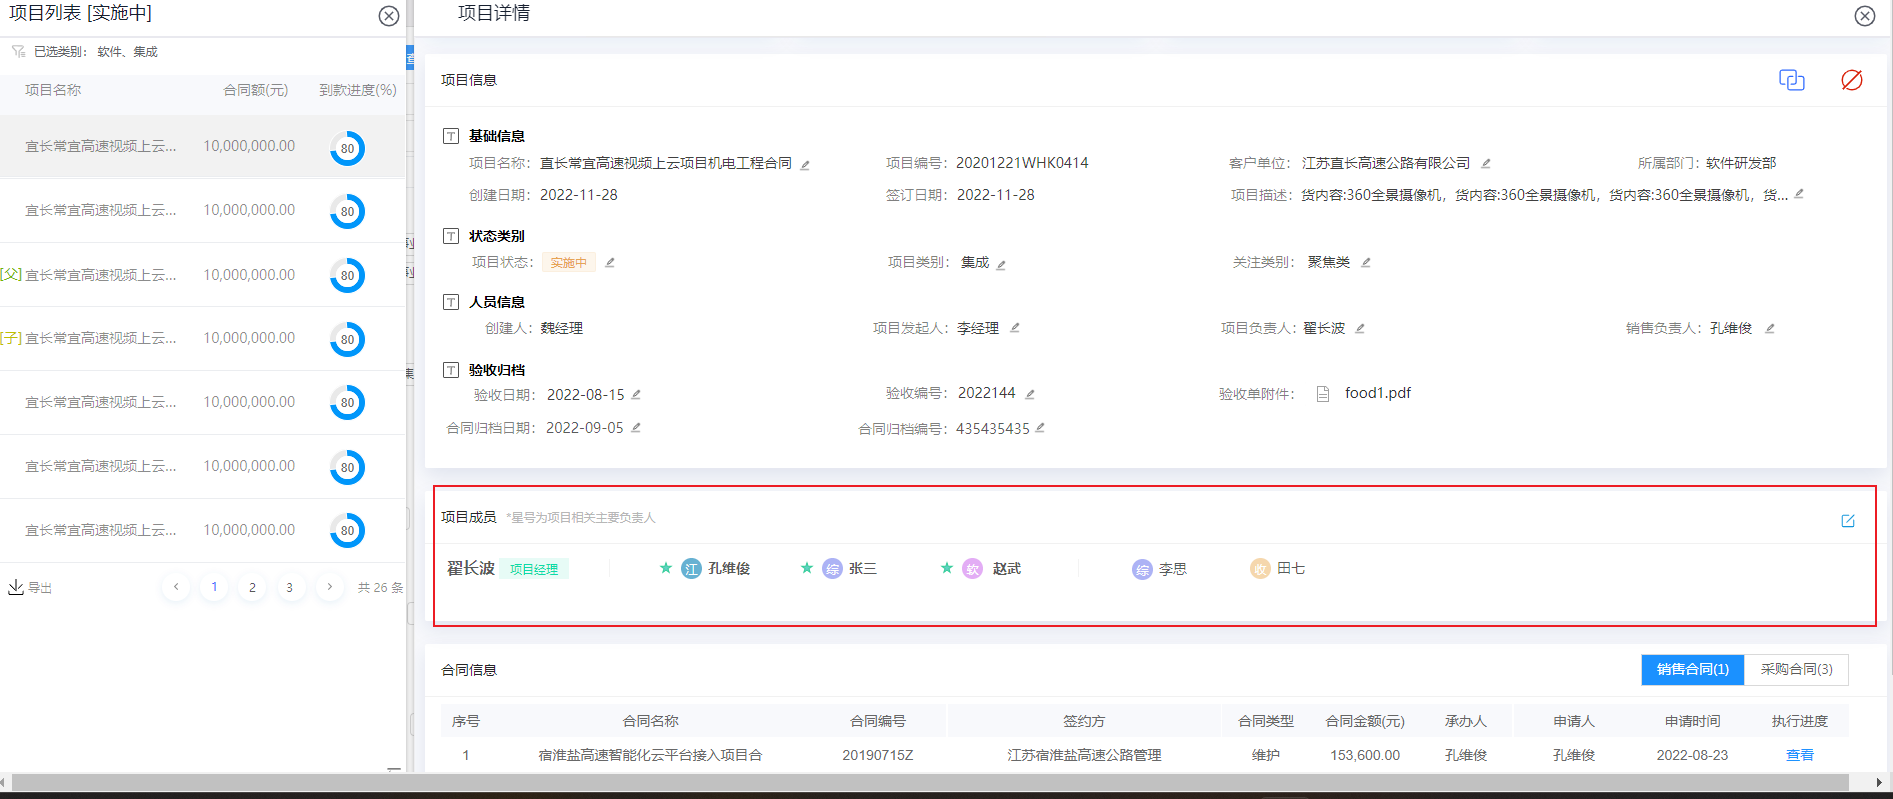 项目列表 [实施中]
已选类别： 软件、集成
项目名称 合同额(元) 到款进度(%)
宜长常宜高速视频上云... 10,000,000.00 80
宜长常宜高速视频上云... 10,000,000.00 80
[父] 宜长常宜高速视频上云... 10,000,000.00 80
[子] 宜长常宜高速视频上云... 10,000,000.00 80
宜长常宜高速视频上云... 10,000,000.00 80
宜长常宜高速视频上云... 10,000,000.00 80
宜长常宜高速视频上云... 10,000,000.00 80
导出 1 2 3 共 26 条
项目详情
项目信息
基础信息
项目名称： 直长常宜高速视频上云项目机电工程合同 项目编号： 20201221WHK0414 客户单位： 江苏直长高速公路有限公司 所属部门： 软件研发部
创建日期： 2022-11-28 签订日期： 2022-11-28 项目描述： 货内容:360全景摄像机，货内容:360全景摄像机，货内容:360全景摄像机，货...
状态类别
项目状态： 实施中 项目类别： 集成 关注类别： 聚焦类
人员信息
创建人： 魏经理 项目发起人： 李经理 项目负责人： 翟长波 销售负责人： 孔维俊
验收归档
验收日期： 2022-08-15 验收编号： 2022144 验收单附件： food1.pdf
合同归档日期： 2022-09-05 合同归档编号： 435435435
项目成员 *星号为项目相关主要负责人
翟长波 项目经理 ★ 江 孔维俊 ★ 综 张三 ★ 软 赵武 综 李思 收 田七
合同信息 销售合同(1) 采购合同(3)
序号 合同名称 合同编号 签约方 合同类型 合同金额(元) 承办人 申请人 申请时间 执行进度
1 宿淮盐高速智能化云平台接入项目合 20190715Z 江苏宿淮盐高速公路管理 维护 153,600.00 孔维俊 孔维俊 2022-08-23 查看